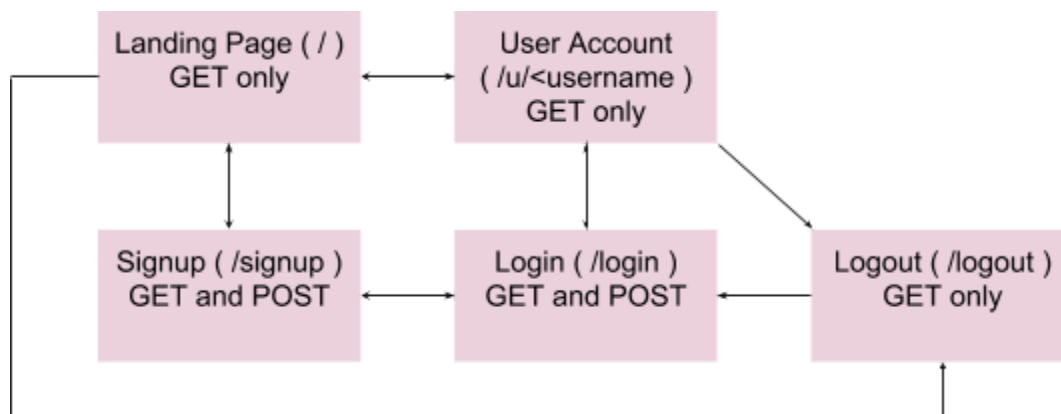 Landing Page ( / )
GET only
User Account
( /u/<username )
GET only
Signup ( /signup )
GET and POST
Login ( /login )
GET and POST
Logout ( /logout )
GET only